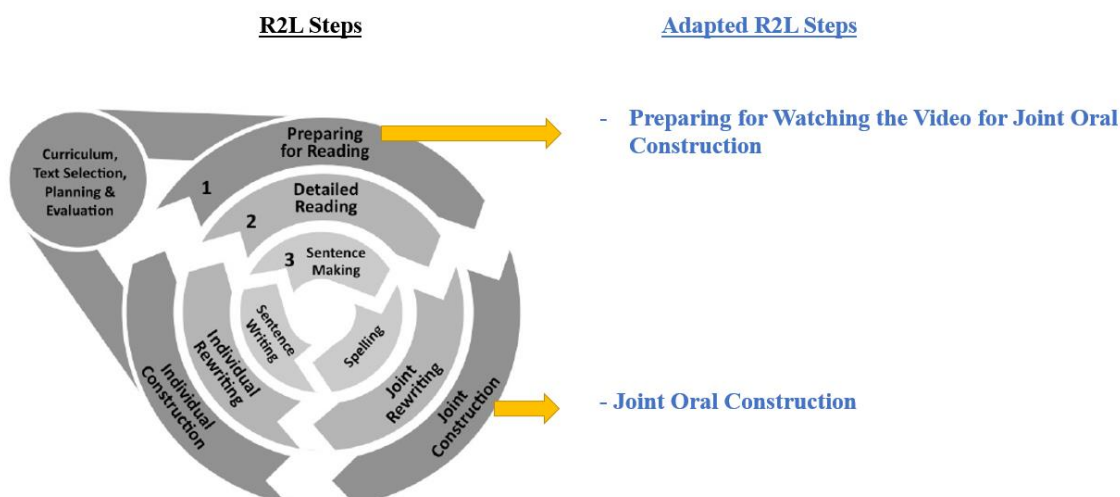 R2L Steps
Adapted R2L Steps
Curriculum,
Text Selection,
Planning &
Evaluation
1
Preparing
for Reading
- Preparing for Watching the Video for Joint Oral
Construction
2
Detailed
Reading
3
Sentence
Making
Sentence
Writing
Spelling
Individual
Rewriting
Joint
Rewriting
Individual
Construction
Joint
Construction
- Joint Oral Construction